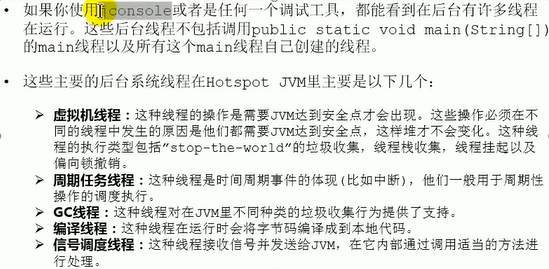 • 如果你使用jconsole或者是任何一个调试工具，都能看到在后台有许多线程
在运行。这些后台线程不包括调用public static void main(String[])
的main线程以及所有这个main线程自己创建的线程。
• 这些主要的后台系统线程在Hotspot JVM里主要是以下几个：
➢ 虚拟机线程：这种线程的操作是需要JVM达到安全点才会出现。这些操作必须在
不同的线程中发生的原因是他们都需要JVM达到安全点，这样堆才不会变化。这种线
程的执行类型包括"stop-the-world"的垃圾收集，线程栈收集，线程挂起以及
偏向锁撤销。
➢ 周期任务线程：这种线程是时间周期事件的体现(比如中断)，他们一般用于周期性
操作的调度执行。
➢ GC线程：这种线程对在JVM里不同种类的垃圾收集行为提供了支持。
➢ 编译线程：这种线程在运行时会将字节码编译成到本地代码。
➢ 信号调度线程：这种线程接收信号并发送给JVM，在它内部通过调用适当的方法进
行处理。